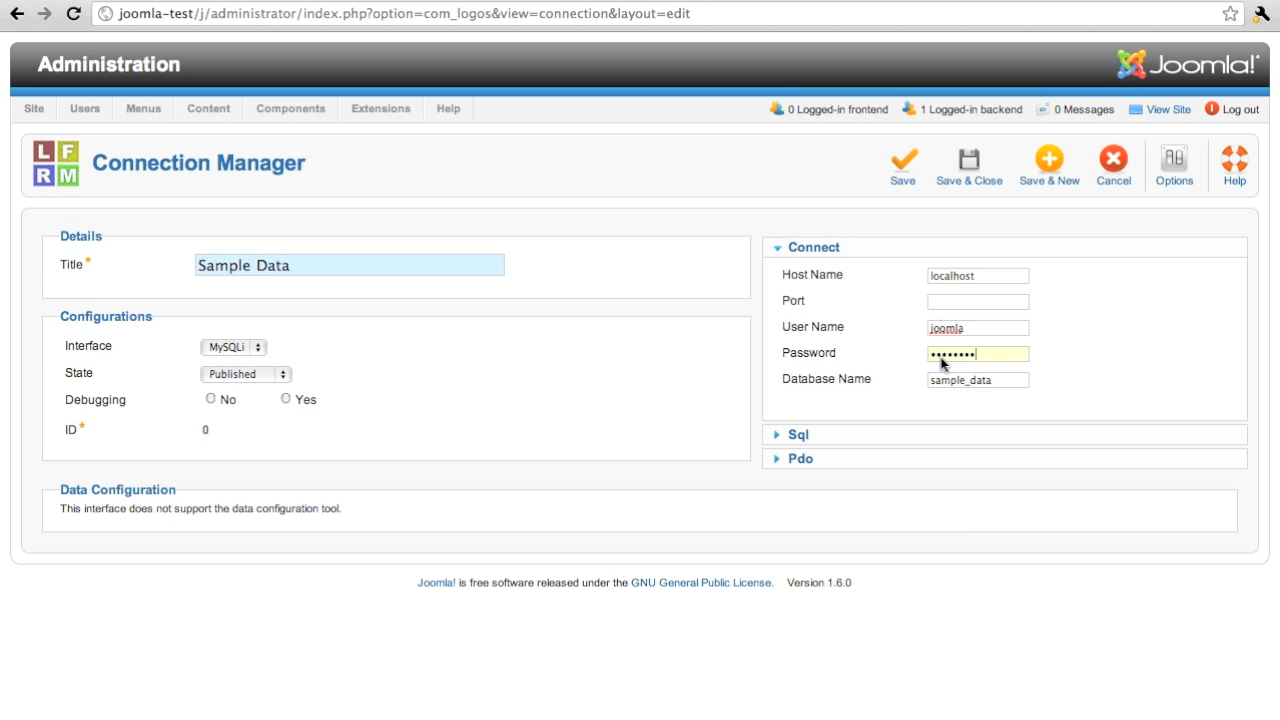 joomla-test/j/administrator/index.php?option=com_logos&view=connection&layout=edit
Administration
Joomla!
Site Users Menus Content Components Extensions Help
0 Logged-in frontend 1 Logged-in backend 0 Messages View Site Log out
L F
R M
Connection Manager
Save Save & Close Save & New Cancel Options Help
Details
Title*
Sample Data
Configurations
Interface MySQLi
State Published
Debugging No Yes
ID* 0
Connect
Host Name localhost
Port
User Name joomla
Password ••••••••
Database Name sample_data
Sql
Pdo
Data Configuration
This interface does not support the data configuration tool.
Joomla! is free software released under the GNU General Public License. Version 1.6.0